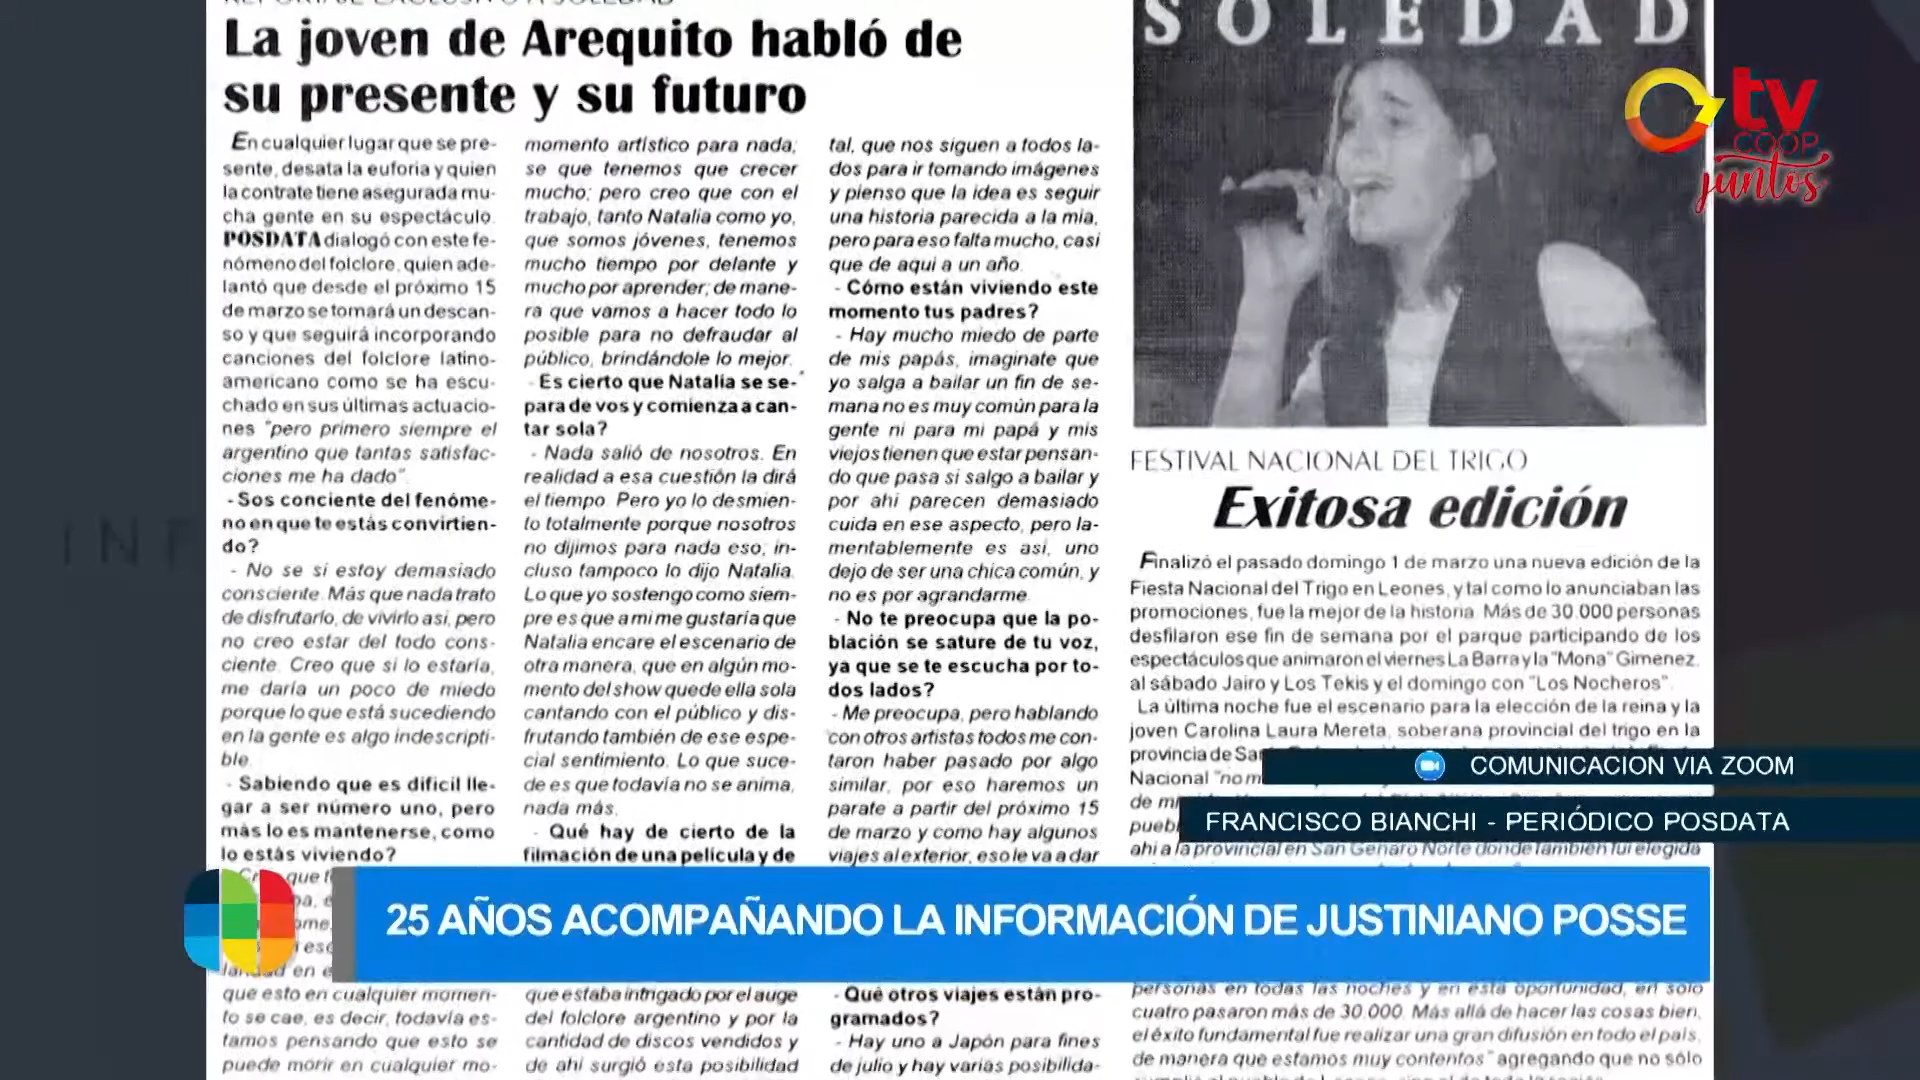 REPORTAJE EXCLUSIVO A SOLEDAD
La joven de Arequito habló de
su presente y su futuro
En cualquier lugar que se pre-
sente, desata la euforia y quien
la contrate tiene asegurada mu-
cha gente en su espectáculo.
POSDATA dialogó con este fe-
nómeno del folclore, quien ade-
lantó que desde el próximo 15
de marzo se tomará un descan-
so y que seguirá incorporando
canciones del folclore latino-
americano como se ha escu-
chado en sus últimas actuacio-
nes "pero primero siempre el
argentino que tantas satisfac-
ciones me ha dado".
- Sos conciente del fenóme-
no en que te estás convirtien-
do?
- No se si estoy demasiado
consciente. Más que nada trato
de disfrutarlo, de vivirlo así, pero
no creo estar del todo cons-
ciente. Creo que si lo estaría,
me daría un poco de miedo
porque lo que está sucediendo
en la gente es algo indescripti-
ble.
- Sabiendo que es difícil lle-
gar a ser número uno, pero
más lo es mantenerse, como
lo estás viviendo?
que esto en cualquier momen-
to se cae, es decir, todavía es-
tamos pensando que esto se
puede morir en cualquier mo-
momento artístico para nada,
se que tenemos que crecer
mucho; pero creo que con el
trabajo, tanto Natalia como yo,
que somos jóvenes, tenemos
mucho tiempo por delante y
mucho por aprender; de mane-
ra que vamos a hacer todo lo
posible para no defraudar al
público, brindándole lo mejor.
- Es cierto que Natalia se se-
para de vos y comienza a can-
tar sola?
- Nada salió de nosotros. En
realidad a esa cuestión la dirá
el tiempo. Pero yo lo desmien-
to totalmente porque nosotros
no dijimos para nada eso, in-
cluso tampoco lo dijo Natalia.
Lo que yo sostengo como siem-
pre es que a mi me gustaría que
Natalia encare el escenario de
otra manera, que en algún mo-
mento del show quede ella sola
cantando con el público y dis-
frutando también de ese espe-
cial sentimiento. Lo que suce-
de es que todavía no se anima,
nada más.
- Qué hay de cierto de la
filmación de una película y de
que estaba intrigado por el auge
del folclore argentino y por la
cantidad de discos vendidos y
de ahí surgió esta posibilidad
tal, que nos siguen a todos la-
dos para ir tomando imágenes
y pienso que la idea es seguir
una historia parecida a la mia,
pero para eso falta mucho, casi
que de aqui a un año.
- Cómo están viviendo este
momento tus padres?
- Hay mucho miedo de parte
de mis papás, imaginate que
yo salga a bailar un fin de se-
mana no es muy común para la
gente ni para mi papá y mis
viejos tienen que estar pensan-
do que pasa si salgo a bailar y
por ahí parecen demasiado
cuida en ese aspecto, pero la-
mentablemente es así, uno
dejo de ser una chica común, y
no es por agrandarme.
- No te preocupa que la po-
blación se sature de tu voz,
ya que se te escucha por to-
dos lados?
- Me preocupa, pero hablando
con otros artistas todos me con-
taron haber pasado por algo
similar, por eso haremos un
parate a partir del próximo 15
de marzo y como hay algunos
viajes al exterior, eso le va a dar
- Qué otros viajes están pro-
gramados?
- Hay uno a Japón para fines
de julio y hay varias posibilida-
SOLEDAD
FESTIVAL NACIONAL DEL TRIGO
Exitosa edición
Finalizó el pasado domingo 1 de marzo una nueva edición de la
Fiesta Nacional del Trigo en Leones, y tal como lo anunciaban las
promociones, fue la mejor de la historia. Más de 30.000 personas
desfilaron ese fin de semana por el parque participando de los
espectáculos que animaron el viernes La Barra y la "Mona" Gimenez,
al sábado Jairo y Los Tekis y el domingo con "Los Nocheros".
La última noche fue el escenario para la elección de la reina y la
joven Carolina Laura Mereta, soberana provincial del trigo en la
provincia de
Nacional "no
de
ahi a la provincial en San Genaro Norte donde también fui elegida
personas en todas las noches y en esta oportunidad, en solo
cuatro pasaron más de 30.000. Más allá de hacer las cosas bien,
el éxito fundamental fue realizar una gran difusión en todo el país,
de manera que estamos muy contentos" agregando que no sólo
tv
COOP
juntos
COMUNICACION VIA ZOOM
FRANCISCO BIANCHI - PERIÓDICO POSDATA
25 AÑOS ACOMPAÑANDO LA INFORMACIÓN DE JUSTINIANO POSSE
INF